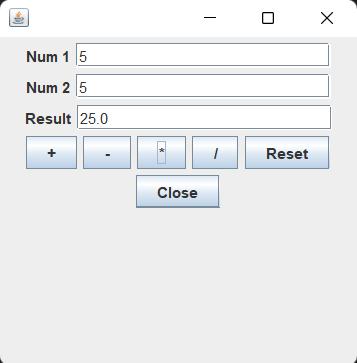 Num 1 5
Num 2 5
Result 25.0
+ - * / Reset
Close